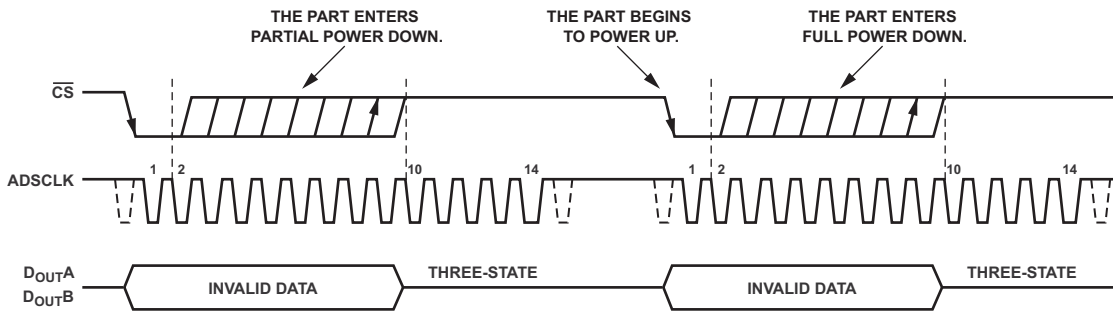 THE PART ENTERS
PARTIAL POWER DOWN.
THE PART BEGINS
TO POWER UP.
THE PART ENTERS
FULL POWER DOWN.
CS
1 2 10 14 1 2 10 14
ADSCLK
DOUTA
DOUTB
INVALID DATA THREE-STATE INVALID DATA THREE-STATE